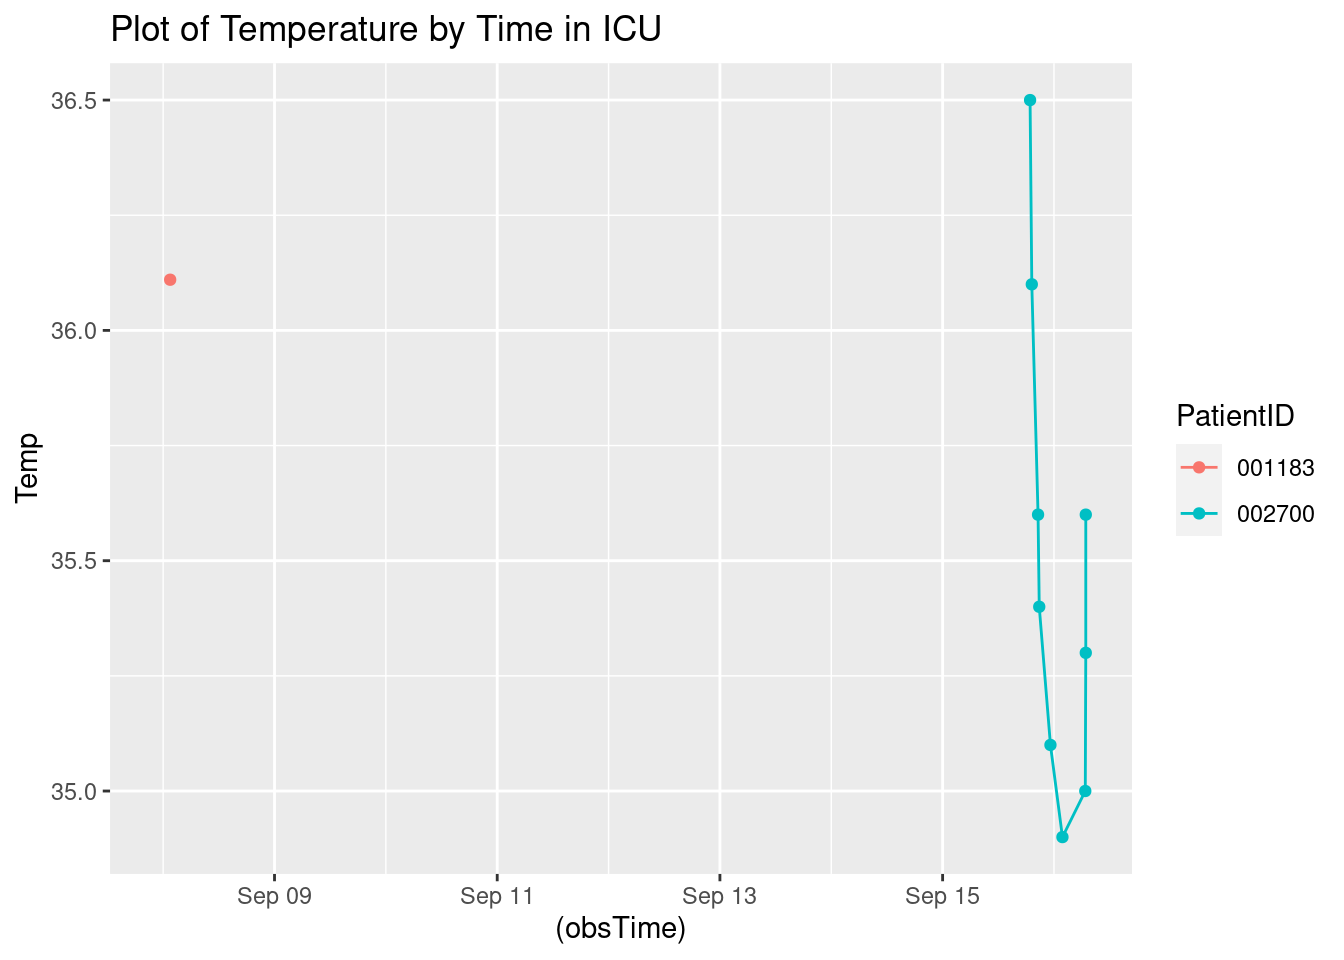 Plot of Temperature by Time in ICU
36.5
36.0
35.5
35.0
Temp
Sep 09
Sep 11
Sep 13
Sep 15
(obsTime)
PatientID
001183
002700